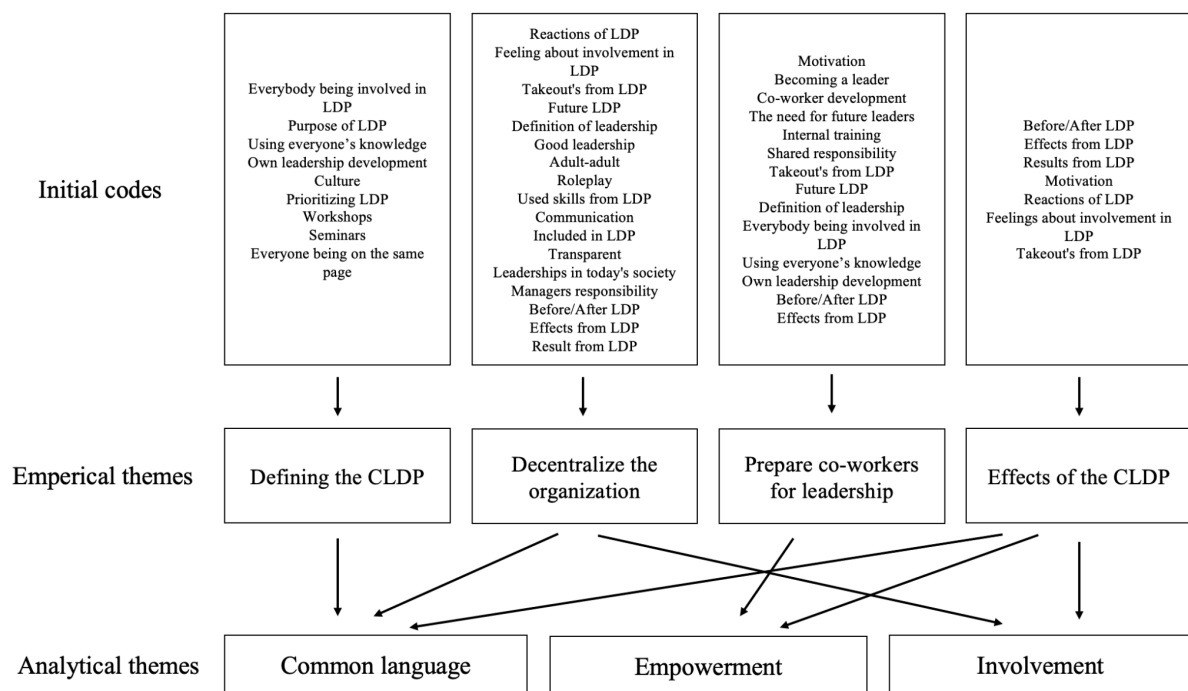 Initial codes
Everybody being involved in
LDP
Purpose of LDP
Using everyone’s knowledge
Own leadership development
Culture
Prioritizing LDP
Workshops
Seminars
Everyone being on the same
page
Reactions of LDP
Feeling about involvement in
LDP
Takeout's from LDP
Future LDP
Definition of leadership
Good leadership
Adult-adult
Roleplay
Used skills from LDP
Communication
Included in LDP
Transparent
Leaderships in today's society
Managers responsibility
Before/After LDP
Effects from LDP
Result from LDP
Motivation
Becoming a leader
Co-worker development
The need for future leaders
Internal training
Shared responsibility
Takeout's from LDP
Future LDP
Definition of leadership
Everybody being involved in
LDP
Using everyone’s knowledge
Own leadership development
Before/After LDP
Effects from LDP
Before/After LDP
Effects from LDP
Results from LDP
Motivation
Reactions of LDP
Feelings about involvement in
LDP
Takeout's from LDP
Emperical themes
Defining the CLDP
Decentralize the
organization
Prepare co-workers
for leadership
Effects of the CLDP
Analytical themes
Common language
Empowerment
Involvement